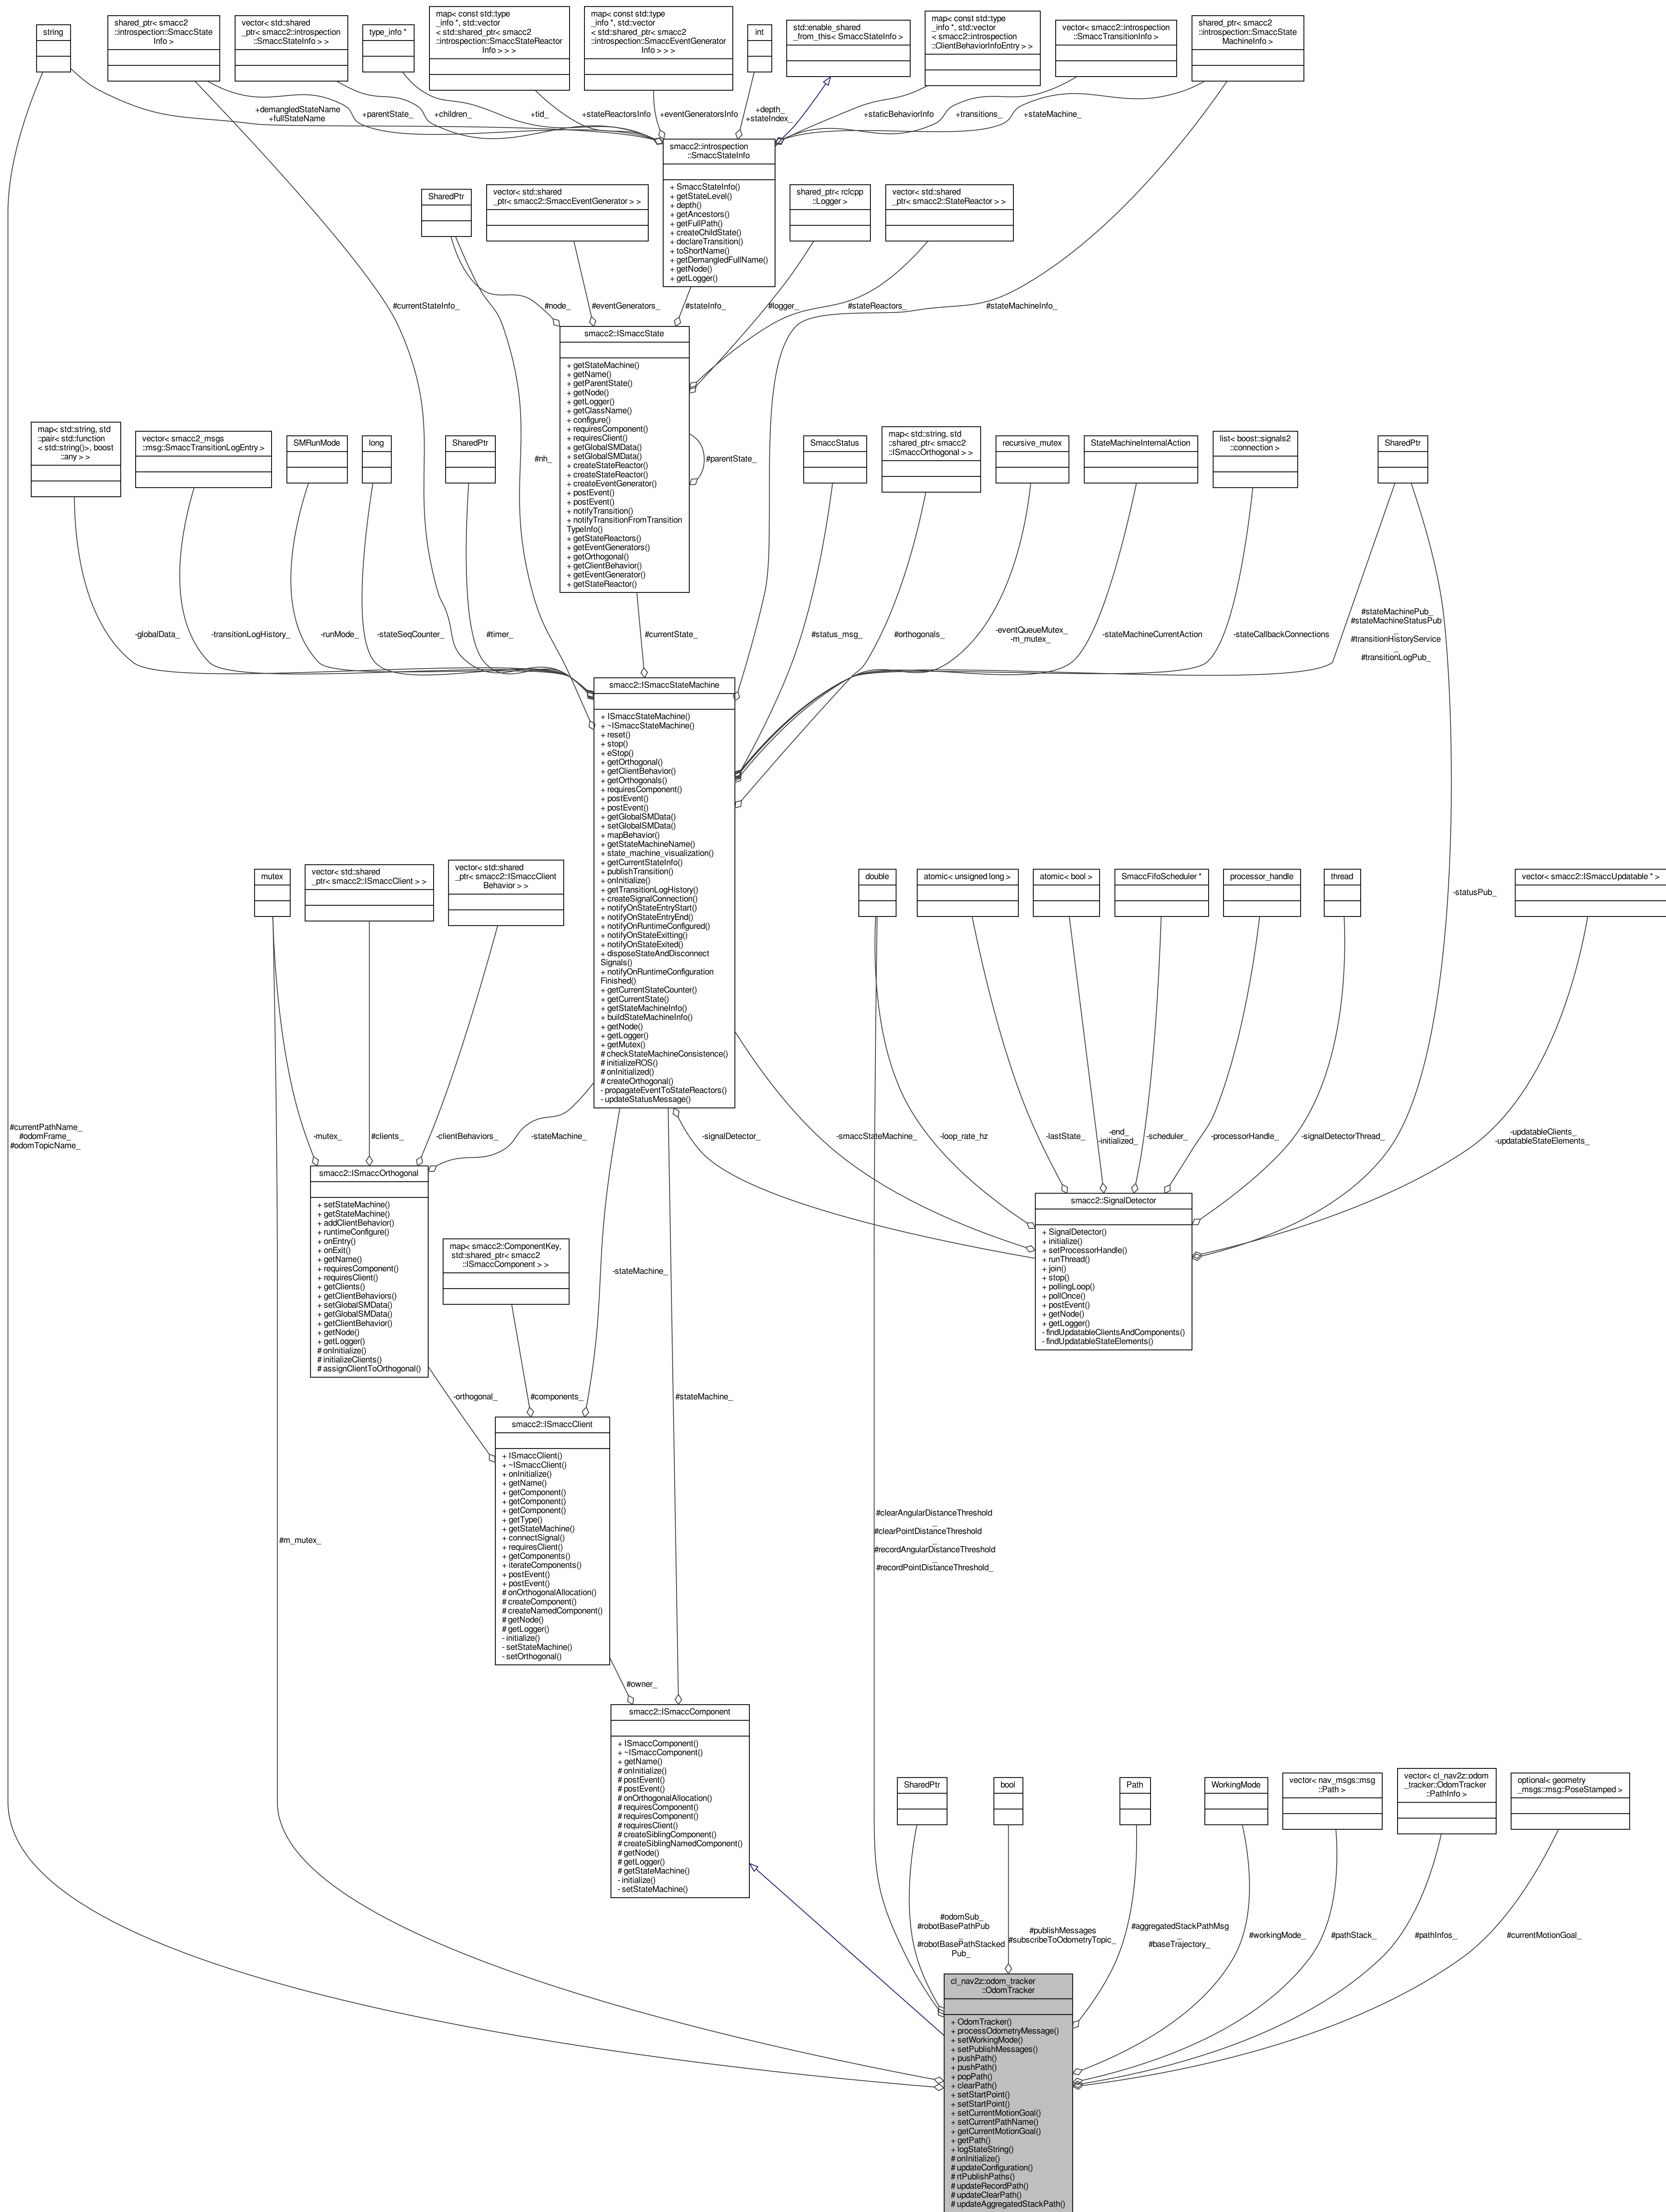 string
shared_ptr< smacc2
::introspection::SmaccState
Info >
vector< std::shared
_ptr< smacc2::introspection
::SmaccStateInfo > >
type_info *
map< const std::type
_info *, std::vector
< std::shared_ptr< smacc2
::introspection::SmaccStateReactor
Info > > >
map< const std::type
_info *, std::vector
< std::shared_ptr< smacc2
::introspection::SmaccEventGenerator
Info > > >
int
std::enable_shared
_from_this< SmaccStateInfo >
map< const std::type
_info *, std::vector
< smacc2::introspection
::ClientBehaviorInfoEntry > >
vector< smacc2::introspection
::SmaccTransitionInfo >
shared_ptr< smacc2
::introspection::SmaccState
MachineInfo >
+demangledStateName
+fullStateName
+parentState_
+children_
+tid_
+stateReactorsInfo
+eventGeneratorsInfo
+depth_
+stateIndex_
+staticBehaviorInfo
+transitions_
+stateMachine_
smacc2::introspection
::SmaccStateInfo
+ SmaccStateInfo()
+ getStateLevel()
+ depth()
+ getAncestors()
+ getFullPath()
+ createChildState()
+ declareTransition()
+ toShortName()
+ getDemangledFullName()
+ getNode()
+ getLogger()
SharedPtr
vector< std::shared
_ptr< smacc2::SmaccEventGenerator > >
shared_ptr< rclcpp
::Logger >
vector< std::shared
_ptr< smacc2::StateReactor > >
#currentStateInfo_
#node_
#eventGenerators_
#stateInfo_
#logger_
#stateReactors_
#stateMachineInfo_
smacc2::ISmaccState
+ getStateMachine()
+ getName()
+ getParentState()
+ getNode()
+ getLogger()
+ getClassName()
+ configure()
+ requiresComponent()
+ requiresClient()
+ getGlobalSMData()
+ setGlobalSMData()
+ createStateReactor()
+ createStateReactor()
+ createEventGenerator()
+ postEvent()
+ postEvent()
+ notifyTransition()
+ notifyTransitionFromTransition
TypeInfo()
+ getStateReactors()
+ getEventGenerators()
+ getOrthogonal()
+ getClientBehavior()
+ getEventGenerator()
+ getStateReactor()
#nh_
#parentState_
map< std::string, std
::pair< std::function
< std::string()>, boost
::any > >
vector< smacc2_msgs
::msg::SmaccTransitionLogEntry >
SMRunMode
long
SharedPtr
SmaccStatus
map< std::string, std
::shared_ptr< smacc2
::ISmaccOrthogonal > >
recursive_mutex
StateMachineInternalAction
list< boost::signals2
::connection >
SharedPtr
-globalData_
-transitionLogHistory_
-runMode_
-stateSeqCounter_
#timer_
#currentState_
#status_msg_
#orthogonals_
-eventQueueMutex_
-m_mutex_
-stateMachineCurrentAction
-stateCallbackConnections
#stateMachinePub_
#stateMachineStatusPub
_
#transitionHistoryService
_
#transitionLogPub_
smacc2::ISmaccStateMachine
+ ISmaccStateMachine()
+ ~ISmaccStateMachine()
+ reset()
+ stop()
+ eStop()
+ getOrthogonal()
+ getClientBehavior()
+ getOrthogonals()
+ requiresComponent()
+ postEvent()
+ postEvent()
+ getGlobalSMData()
+ setGlobalSMData()
+ mapBehavior()
+ getStateMachineName()
+ state_machine_visualization()
+ getCurrentStateInfo()
+ publishTransition()
+ onInitialize()
+ getTransitionLogHistory()
+ createSignalConnection()
+ notifyOnStateEntryStart()
+ notifyOnStateEntryEnd()
+ notifyOnRuntimeConfigured()
+ notifyOnStateExitting()
+ notifyOnStateExited()
+ disposeStateAndDisconnect
Signals()
+ notifyOnRuntimeConfiguration
Finished()
+ getCurrentStateCounter()
+ getCurrentState()
+ getStateMachineInfo()
+ buildStateMachineInfo()
+ getNode()
+ getLogger()
+ getMutex()
# checkStateMachineConsistence()
# initializeROS()
# onInitialized()
# createOrthogonal()
- propagateEventToStateReactors()
- updateStatusMessage()
mutex
vector< std::shared
_ptr< smacc2::ISmaccClient > >
vector< std::shared
_ptr< smacc2::ISmaccClient
Behavior > >
double
atomic< unsigned long >
atomic< bool >
SmaccFifoScheduler *
processor_handle
thread
-statusPub_
vector< smacc2::ISmaccUpdatable * >
#currentPathName_
#odomFrame_
#odomTopicName_
-mutex_
#clients_
-clientBehaviors_
-stateMachine_
-signalDetector_
-smaccStateMachine_
-loop_rate_hz
-lastState_
-end_
-initialized_
-scheduler_
-processorHandle_
-signalDetectorThread_
-updatableClients_
-updatableStateElements_
smacc2::ISmaccOrthogonal
+ setStateMachine()
+ getStateMachine()
+ addClientBehavior()
+ runtimeConfigure()
+ onEntry()
+ onExit()
+ getName()
+ requiresComponent()
+ requiresClient()
+ getClients()
+ getClientBehaviors()
+ setGlobalSMData()
+ getGlobalSMData()
+ getClientBehavior()
+ getNode()
+ getLogger()
# onInitialize()
# initializeClients()
# assignClientToOrthogonal()
smacc2::SignalDetector
+ SignalDetector()
+ initialize()
+ setProcessorHandle()
+ runThread()
+ join()
+ stop()
+ pollingLoop()
+ pollOnce()
+ postEvent()
+ getNode()
+ getLogger()
- findUpdatableClientsAndComponents()
- findUpdatableStateElements()
map< smacc2::ComponentKey,
std::shared_ptr< smacc2
::ISmaccComponent > >
-stateMachine_
-orthogonal_
#components_
#stateMachine_
smacc2::ISmaccClient
+ ISmaccClient()
+ ~ISmaccClient()
+ onInitialize()
+ getName()
+ getComponent()
+ getComponent()
+ getComponent()
+ getType()
+ getStateMachine()
+ connectSignal()
+ requiresClient()
+ getComponents()
+ iterateComponents()
+ postEvent()
+ postEvent()
# onOrthogonalAllocation()
# createComponent()
# createNamedComponent()
# getNode()
# getLogger()
- initialize()
- setStateMachine()
- setOrthogonal()
#m_mutex_
#clearAngularDistanceThreshold
_
#clearPointDistanceThreshold
_
#recordAngularDistanceThreshold
_
#recordPointDistanceThreshold_
#owner_
smacc2::ISmaccComponent
+ ISmaccComponent()
+ ~ISmaccComponent()
+ getName()
# onInitialize()
# postEvent()
# postEvent()
# onOrthogonalAllocation()
# requiresComponent()
# requiresComponent()
# requiresClient()
# createSiblingComponent()
# createSiblingNamedComponent()
# getNode()
# getLogger()
# getStateMachine()
- initialize()
- setStateMachine()
SharedPtr
bool
Path
WorkingMode
vector< nav_msgs::msg
::Path >
vector< cl_nav2z::odom
_tracker::OdomTracker
::PathInfo >
optional< geometry
_msgs::msg::PoseStamped >
#odomSub_
#robotBasePathPub
_
#robotBasePathStacked
Pub_
#publishMessages
#subscribeToOdometryTopic_
#aggregatedStackPathMsg
_
#baseTrajectory_
#workingMode_
#pathStack_
#pathInfos_
#currentMotionGoal_
cl_nav2z::odom_tracker
::OdomTracker
+ OdomTracker()
+ processOdometryMessage()
+ setWorkingMode()
+ setPublishMessages()
+ pushPath()
+ pushPath()
+ popPath()
+ clearPath()
+ setStartPoint()
+ setStartPoint()
+ setCurrentMotionGoal()
+ setCurrentPathName()
+ getCurrentMotionGoal()
+ getPath()
+ logStateString()
# onInitialize()
# updateConfiguration()
# rtPublishPaths()
# updateRecordPath()
# updateClearPath()
# updateAggregatedStackPath()